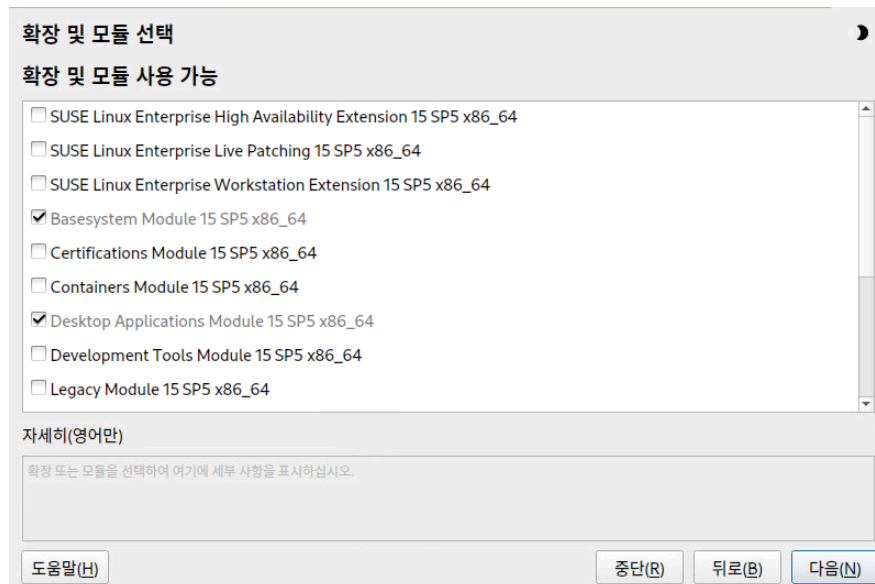 확장 및 모듈 선택
확장 및 모듈 사용 가능
SUSE Linux Enterprise High Availability Extension 15 SP5 x86_64
SUSE Linux Enterprise Live Patching 15 SP5 x86_64
SUSE Linux Enterprise Workstation Extension 15 SP5 x86_64
Basesystem Module 15 SP5 x86_64
Certifications Module 15 SP5 x86_64
Containers Module 15 SP5 x86_64
Desktop Applications Module 15 SP5 x86_64
Development Tools Module 15 SP5 x86_64
Legacy Module 15 SP5 x86_64
자세히(영어만)
확장 또는 모듈을 선택하여 여기에 세부 사항을 표시하십시오.
도움말(H) 중단(R) 뒤로(B) 다음(N)